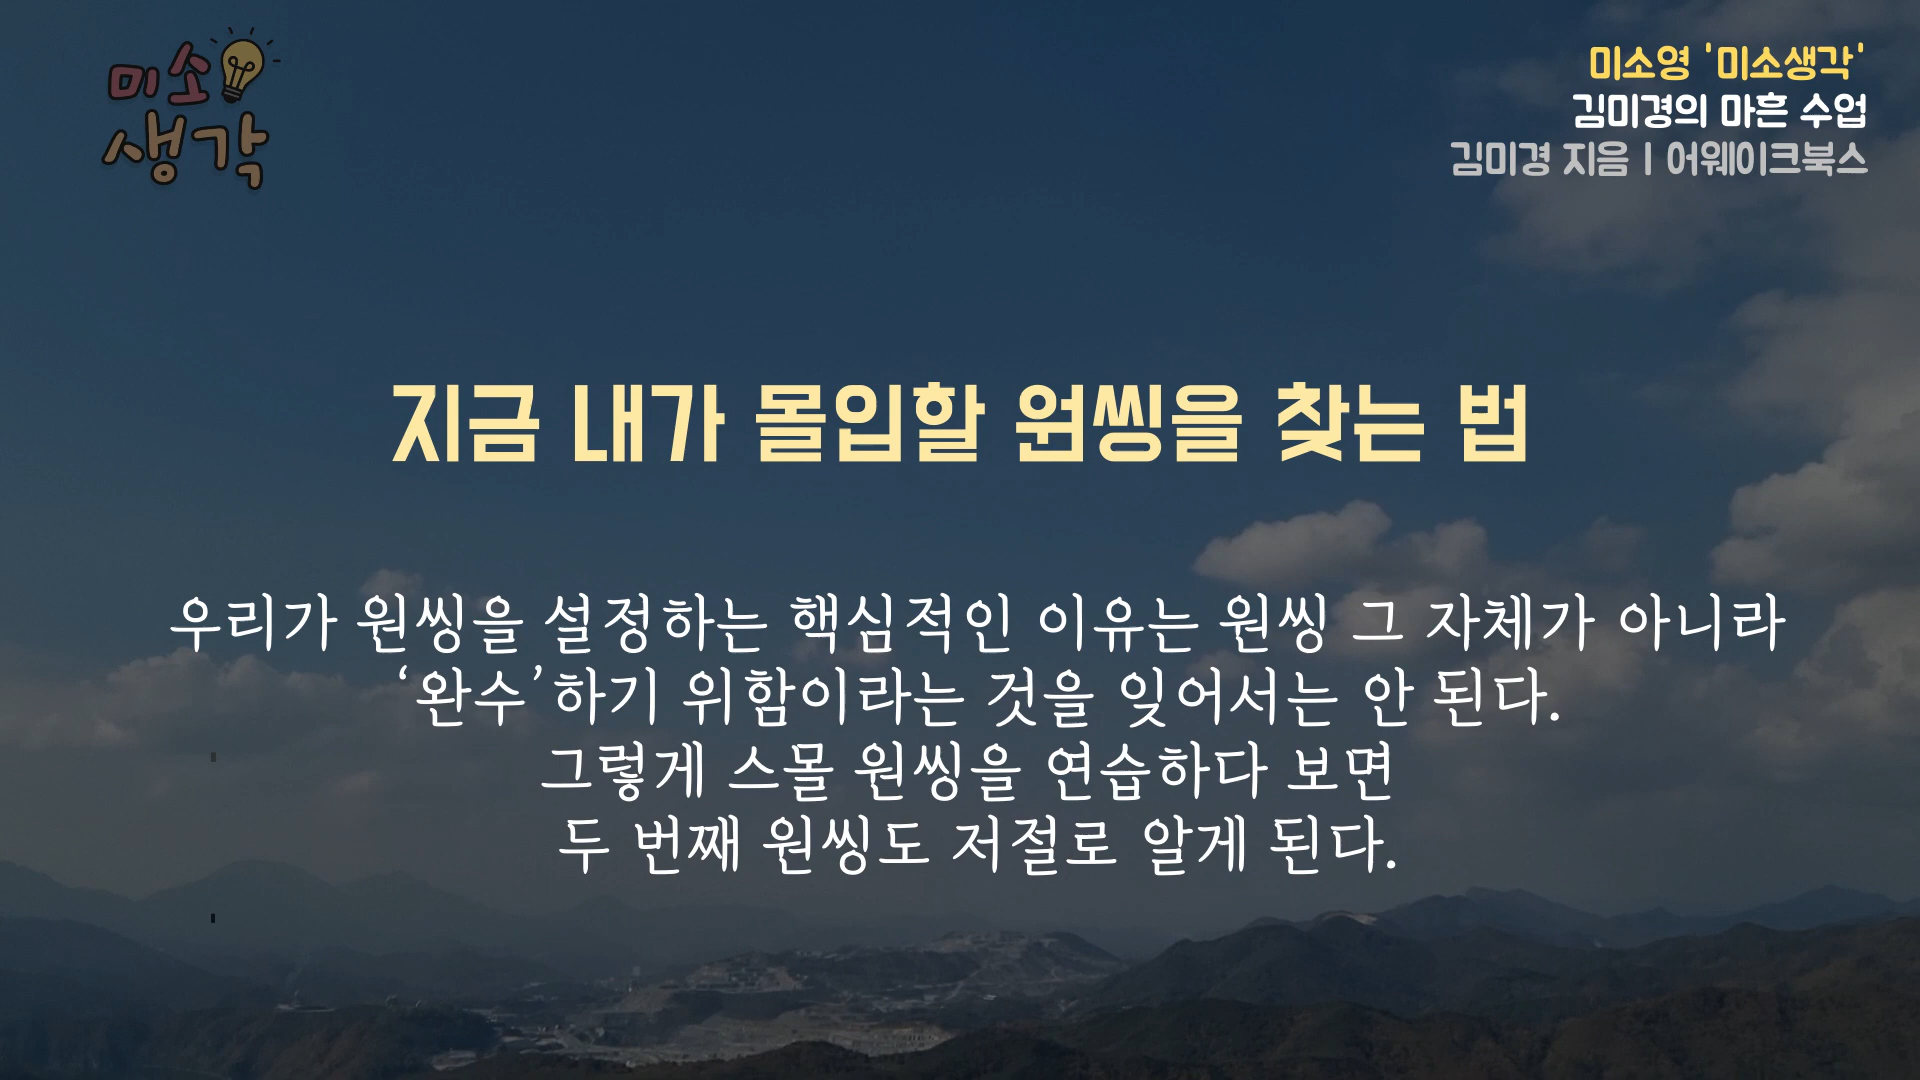 미소
생각
미소영 '미소생각'
김미경의 마흔 수업
김미경 지음 | 어웨이크북스
지금 내가 몰입할 원씽을 찾는 법
우리가 원씽을 설정하는 핵심적인 이유는 원씽 그 자체가 아니라
‘완수’하기 위함이라는 것을 잊어서는 안 된다.
그렇게 스몰 원씽을 연습하다 보면
두 번째 원씽도 저절로 알게 된다.